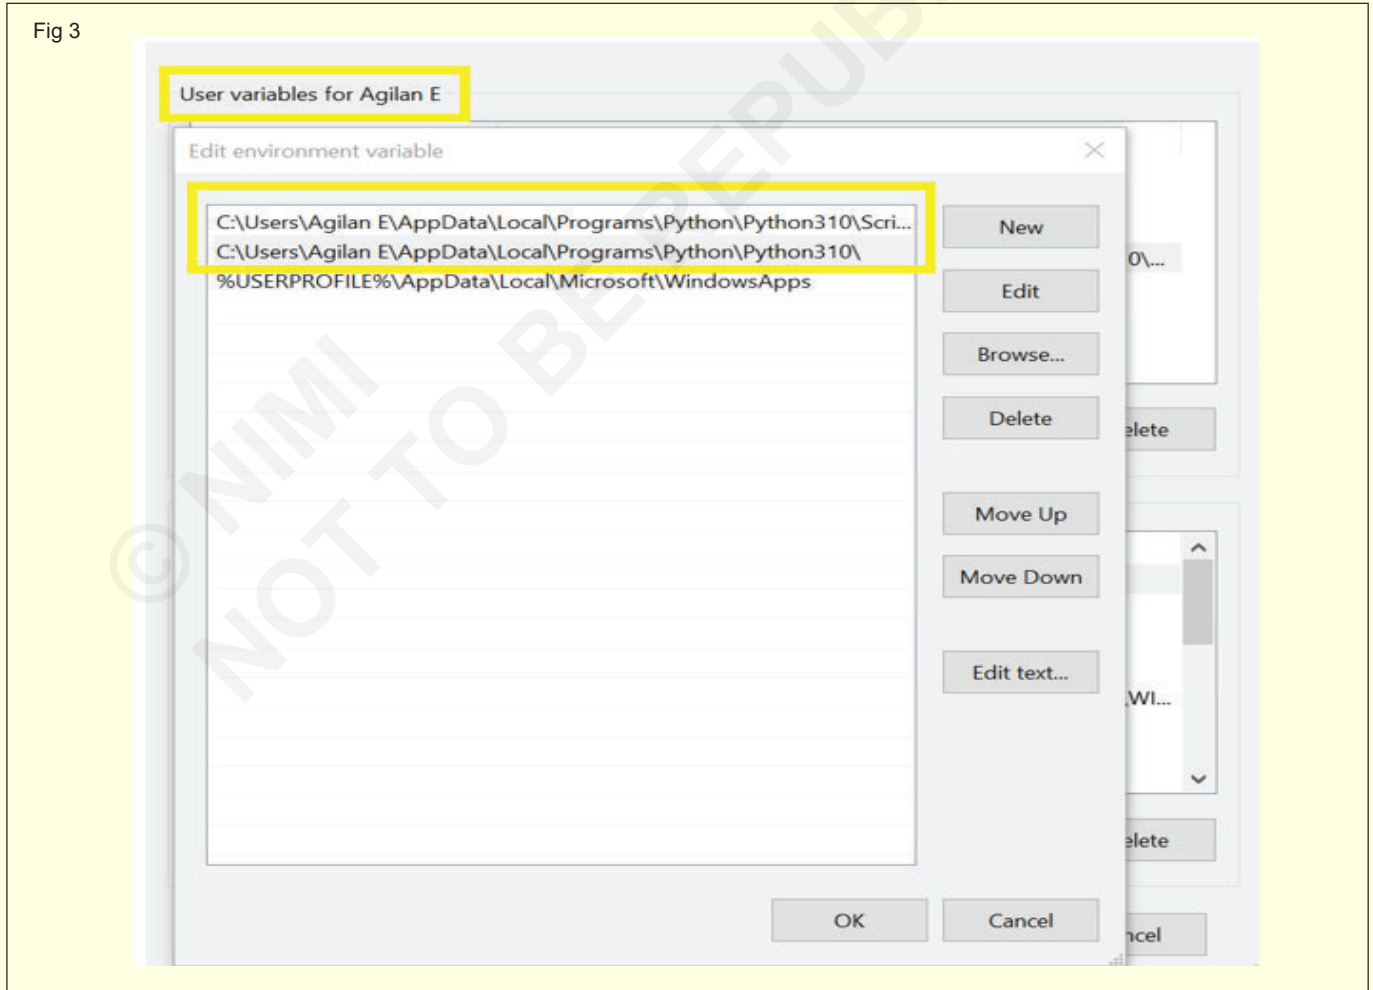 Fig 3
User variables for Agilan E
Edit environment variable
C:\Users\Agilan E\AppData\Local\Programs\Python\Python310\Scri...
C:\Users\Agilan E\AppData\Local\Programs\Python\Python310\
%USERPROFILE%\AppData\Local\Microsoft\WindowsApps
New
0\...
Edit
Browse...
Delete
elete
Move Up
Move Down
Edit text...
WI...
elete
OK
Cancel
ncel
© NIMI
NOT TO BE REPUB